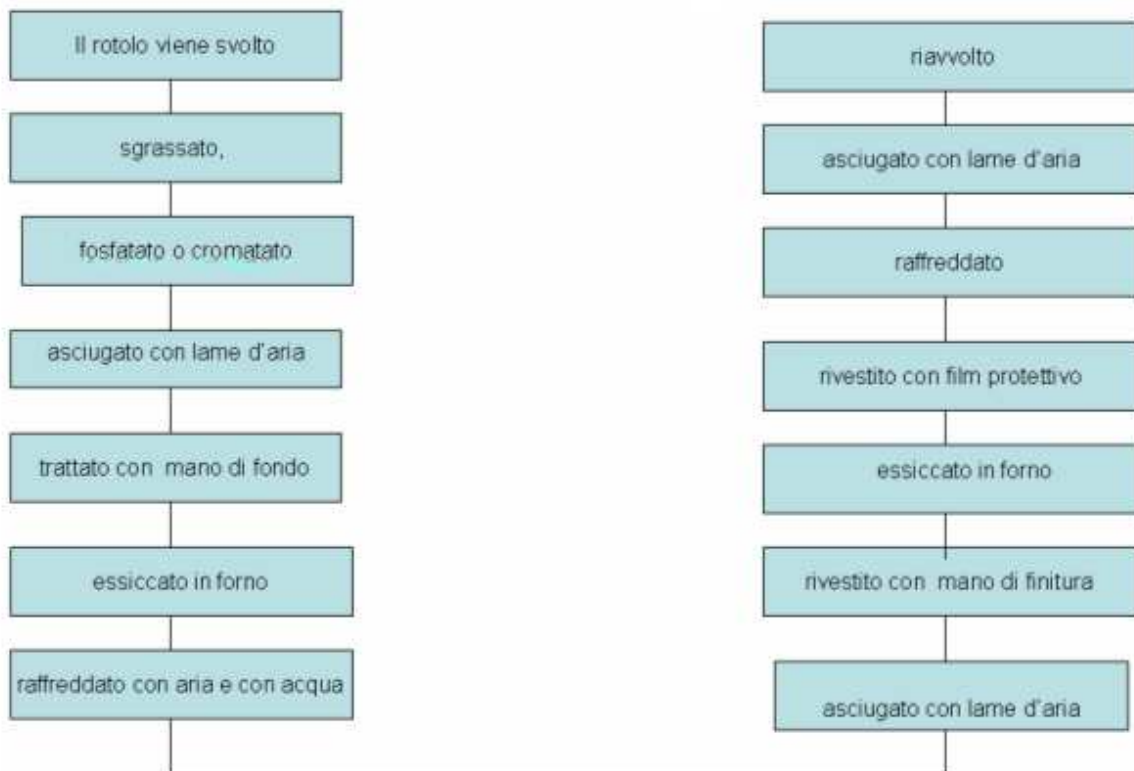 Il rotolo viene svolto
sgrassato,
fosfatato o cromatato
asciugato con lame d'aria
trattato con mano di fondo
essiccato in forno
raffreddato con aria e con acqua
riavvolto
asciugato con lame d'aria
raffreddato
rivestito con film protettivo
essiccato in forno
rivestito con mano di finitura
asciugato con lame d'aria